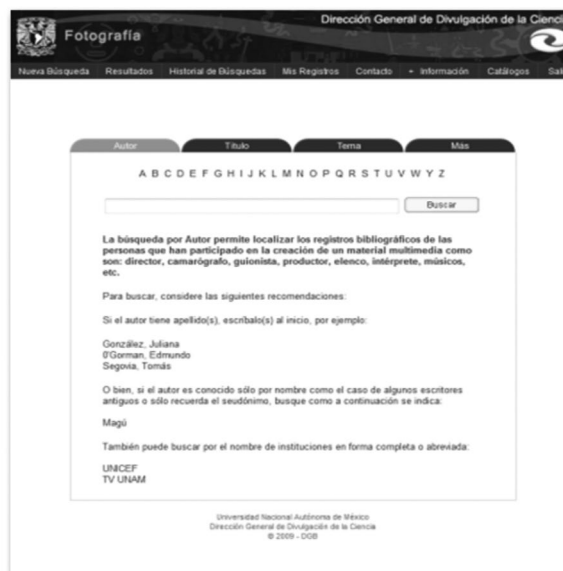 Dirección General de Divulgación de la Cienci
Fotografía
Nueva Búsqueda Resultados Historial de Búsquedas Mis Registros Contacto + Información Catálogos Sali
Autor Título Tema Más
A B C D E F G H I J K L M N O P Q R S T U V W Y Z
Buscar
La búsqueda por Autor permite localizar los registros bibliográficos de las
personas que han participado en la creación de un material multimedia como
son: director, camarógrafo, guionista, productor, elenco, intérprete, músicos,
etc.
Para buscar, considere las siguientes recomendaciones:
Si el autor tiene apellido(s), escríbalo(s) al inicio, por ejemplo:
González, Juliana
O'Gorman, Edmundo
Segovia, Tomás
O bien, si el autor es conocido sólo por nombre como el caso de algunos escritores
antiguos o sólo recuerda el seudónimo, busque como a continuación se indica:
Magú
También puede buscar por el nombre de instituciones en forma completa o abreviada:
UNICEF
TV UNAM
Universidad Nacional Autónoma de México
Dirección General de Divulgación de la Ciencia
© 2009 - DGB